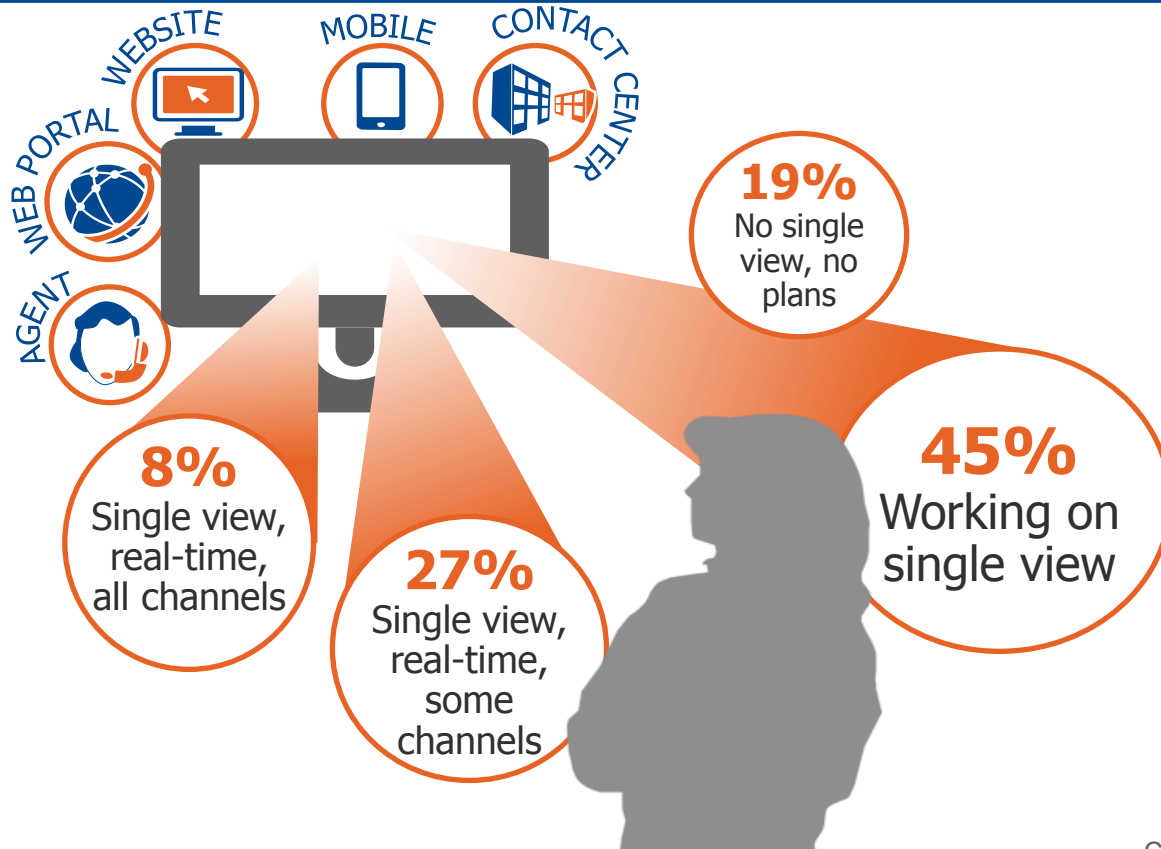 WEBSITE
MOBILE
CONTACT CENTER
WEB PORTAL
AGENT
19%
No single
view, no
plans
45%
Working on
single view
8%
Single view,
real-time,
all channels
27%
Single view,
real-time,
some
channels